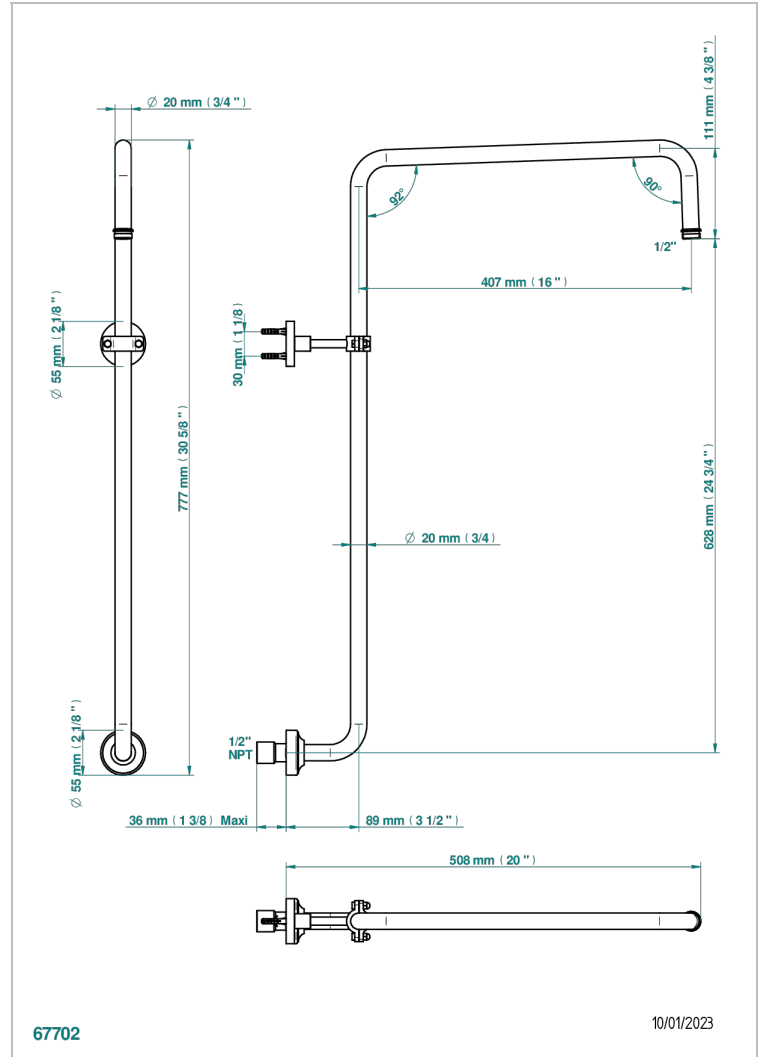 ∅ 20 mm ( 3/4 " )
111 mm ( 4 3/8 " )
92°
90°
1/2"
407 mm ( 16 " )
∅ 55 mm ( 2 1/8 " )
30 mm ( 1 1/8 )
777 mm ( 30 5/8 " )
628 mm ( 24 3/4 " )
∅ 20 mm ( 3/4 )
∅ 55 mm ( 2 1/8 " )
1/2"
NPT
36 mm ( 1 3/8 ) Maxi
89 mm ( 3 1/2 " )
508 mm ( 20 " )
67702
10/01/2023